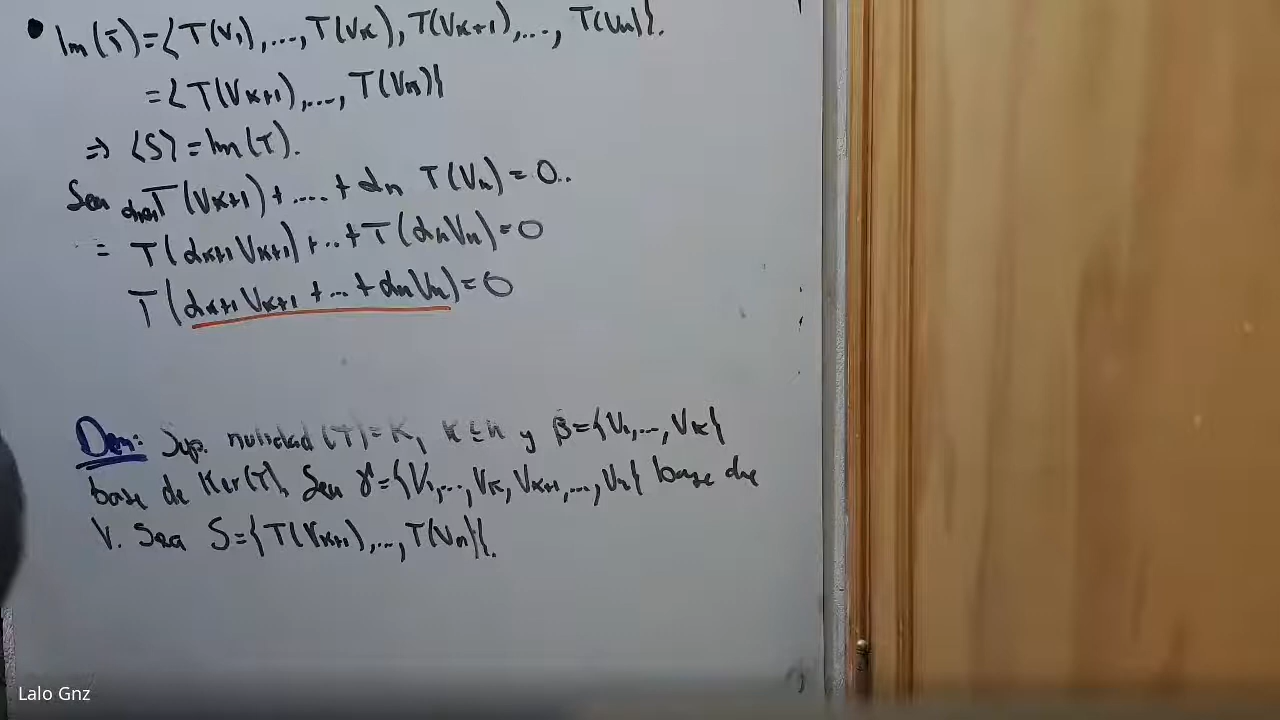 • Im(T)=⟨T(V1),...,T(Vk),T(Vk+1),...,T(Vn)⟩.
=⟨T(Vk+1),...,T(Vn)⟩
⇒ ⟨S⟩=Im(T).
Sea αk+1T(Vk+1)+....+αn T(Vn)=0..
= T(αk+1Vk+1)+..+T(αnVn)=0
T(αk+1Vk+1+...+αnVn)=0
Dem: Sup. nulidad(T)=K, K≤n y β={V1,...,Vk}
base de Ker(T). Sea γ={V1,...,Vk,Vk+1,...,Vn} base de
V. Sea S={T(Vk+1),...,T(Vn)}.
Lalo Gnz